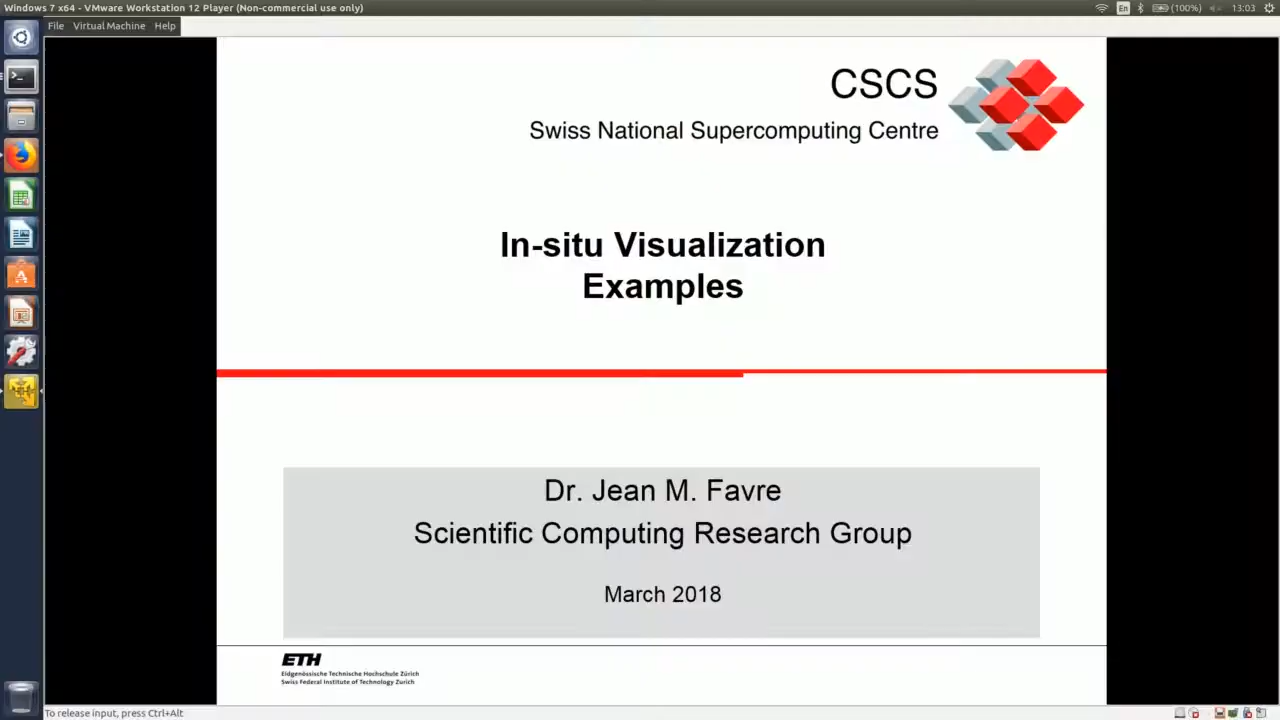 Windows 7 x64 - VMware Workstation 12 Player (Non-commercial use only)
En
(100%)
13:03
File Virtual Machine Help
CSCS
Swiss National Supercomputing Centre
In-situ Visualization
Examples
Dr. Jean M. Favre
Scientific Computing Research Group
March 2018
ETH
Eidgenössische Technische Hochschule Zürich
Swiss Federal Institute of Technology Zurich
To release input, press Ctrl+Alt